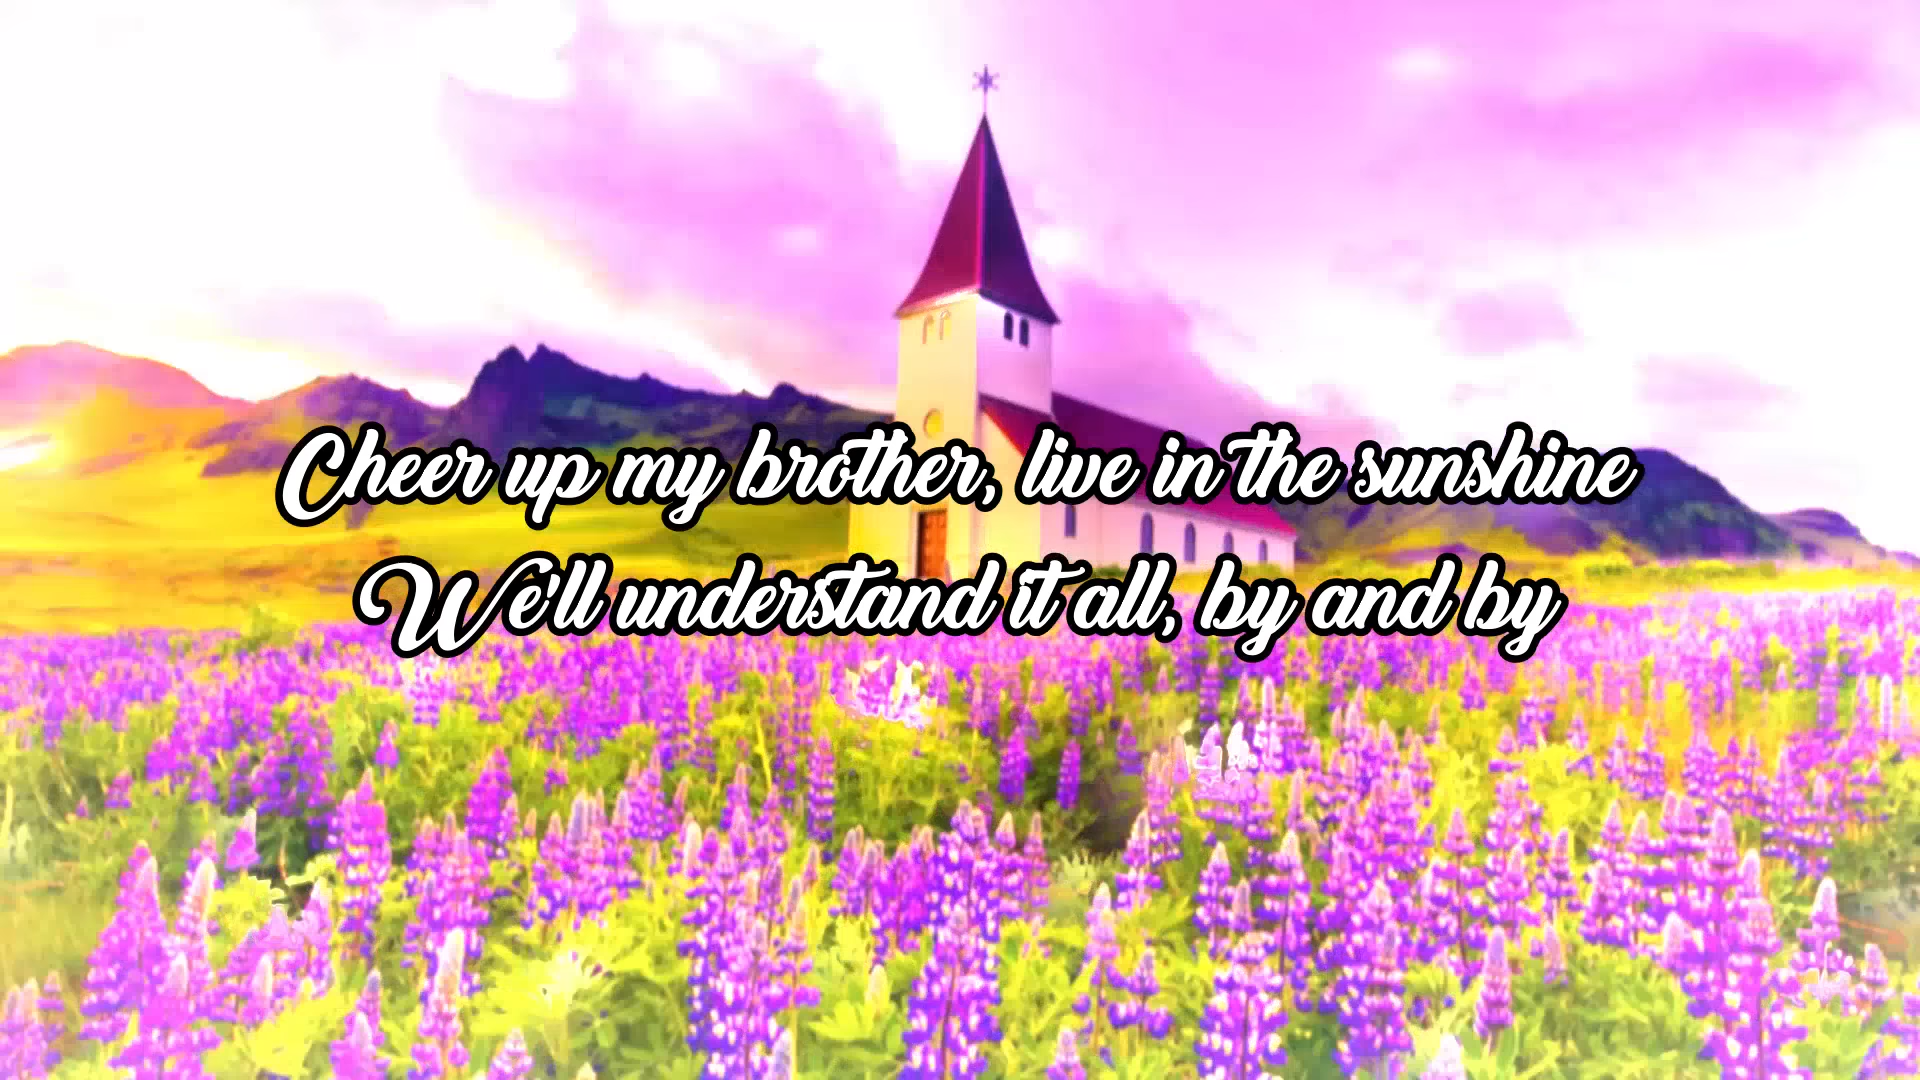 Cheer up my brother, live in the sunshine
We'll understand it all, by and by